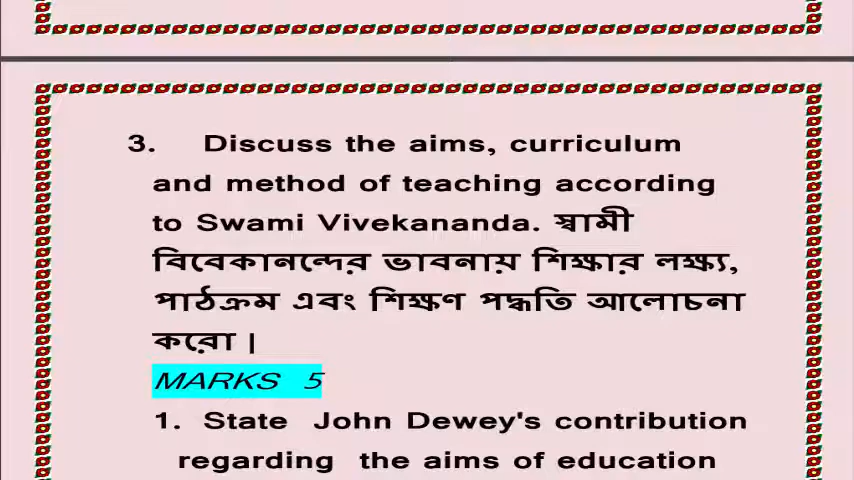 3. Discuss the aims, curriculum
and method of teaching according
to Swami Vivekananda. স্বামী
বিবেকানন্দের ভাবনায় শিক্ষার লক্ষ্য,
পাঠক্রম এবং শিক্ষণ পদ্ধতি আলোচনা
করো |
MARKS 5
1. State John Dewey's contribution
regarding the aims of education